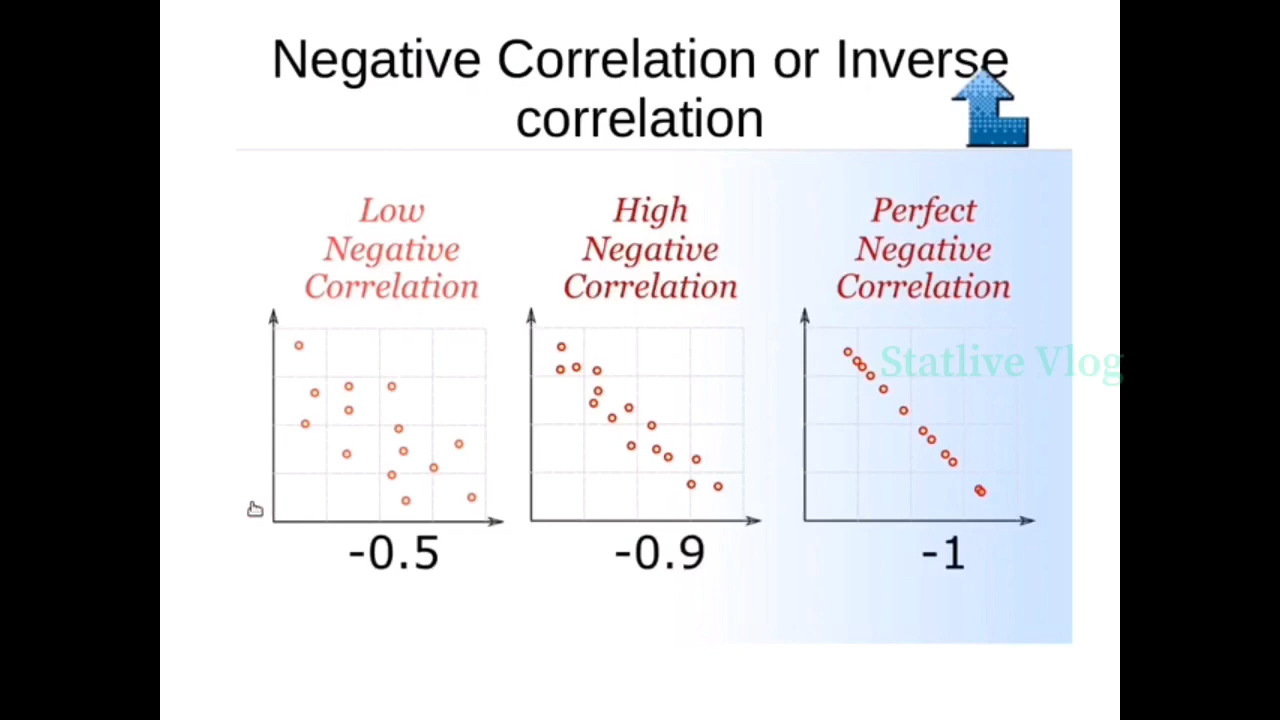 Negative Correlation or Inverse
correlation
Low
Negative
Correlation
High
Negative
Correlation
Perfect
Negative
Correlation
Statlive Vlog
-0.5
-0.9
-1